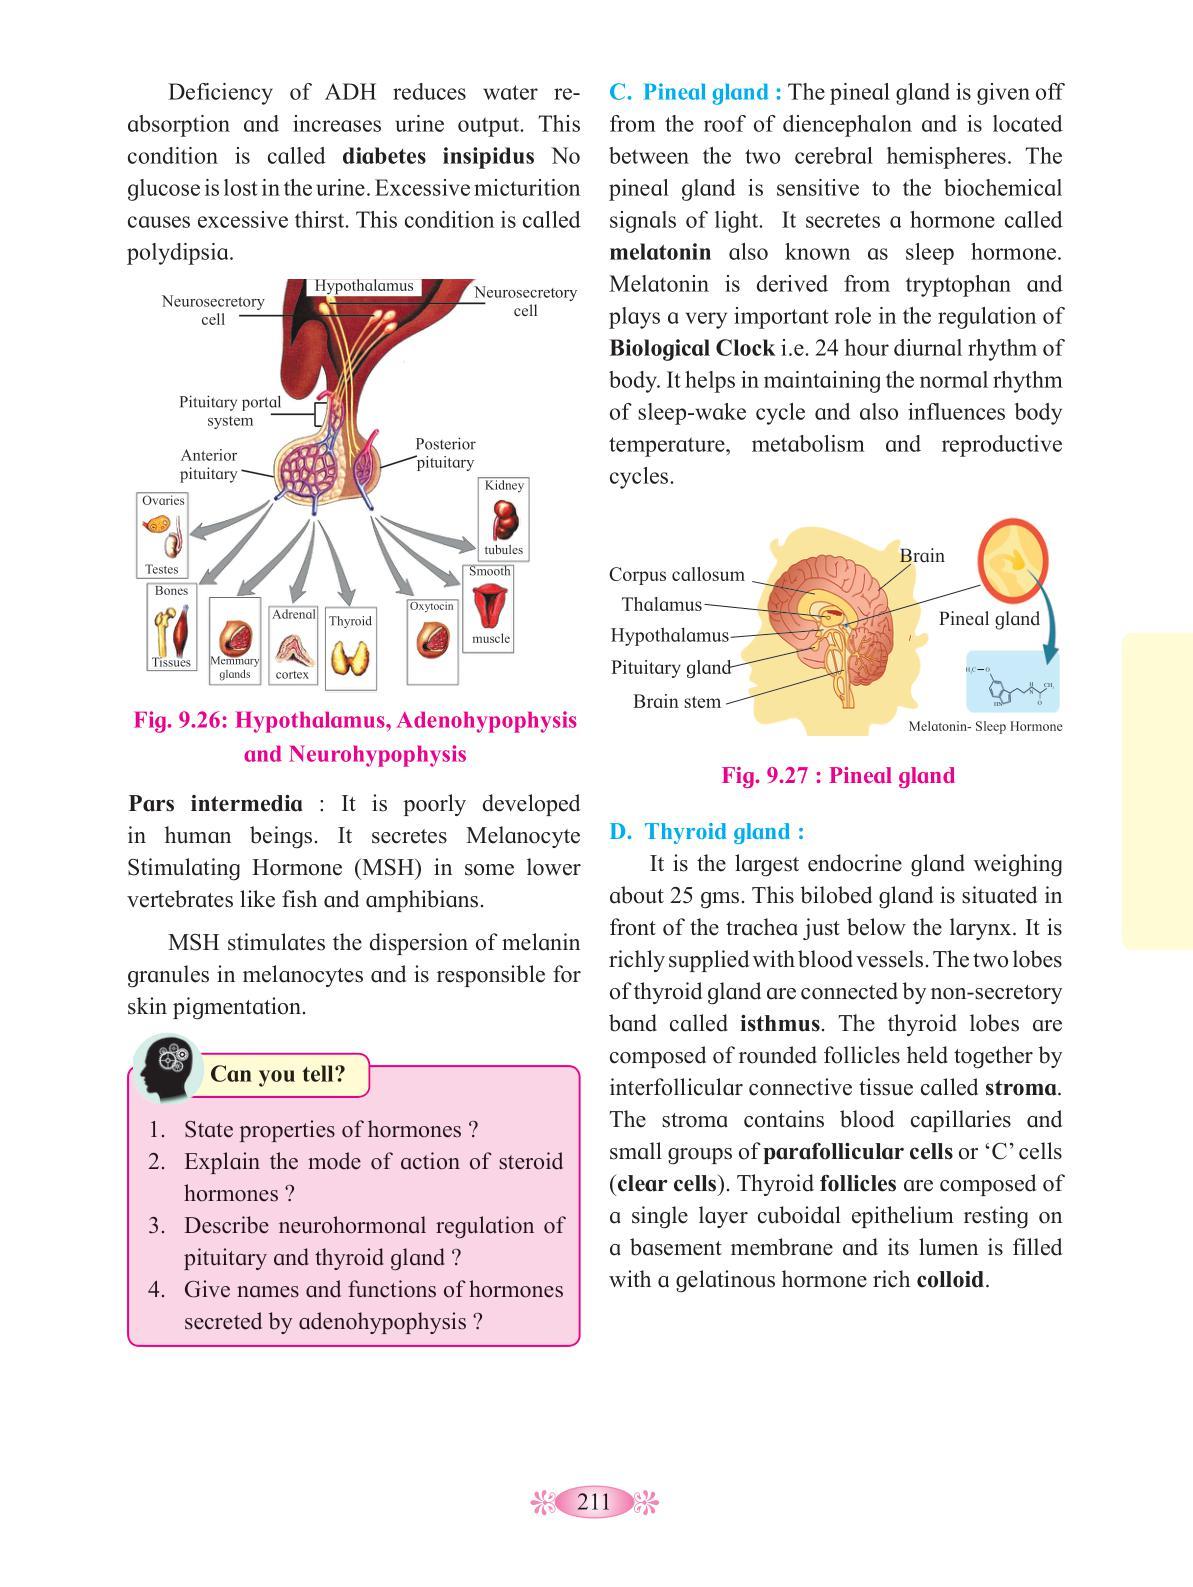 Deficiency of ADH reduces water re-
absorption and increases urine output. This
condition is called diabetes insipidus No
glucose is lost in the urine. Excessive micturition
causes excessive thirst. This condition is called
polydipsia.
Hypothalamus
Neurosecretory
cell
Neurosecretory
cell
Pituitary portal
system
Anterior
pituitary
Posterior
pituitary
Ovaries
Testes
Bones
Tissues
Memmary
glands
Adrenal
cortex
Thyroid
Oxytocin
Smooth
muscle
Kidney
tubules
Fig. 9.26: Hypothalamus, Adenohypophysis
and Neurohypophysis
Pars intermedia : It is poorly developed
in human beings. It secretes Melanocyte
Stimulating Hormone (MSH) in some lower
vertebrates like fish and amphibians.
MSH stimulates the dispersion of melanin
granules in melanocytes and is responsible for
skin pigmentation.
Can you tell?
1. State properties of hormones ?
2. Explain the mode of action of steroid
hormones ?
3. Describe neurohormonal regulation of
pituitary and thyroid gland ?
4. Give names and functions of hormones
secreted by adenohypophysis ?
C. Pineal gland : The pineal gland is given off
from the roof of diencephalon and is located
between the two cerebral hemispheres. The
pineal gland is sensitive to the biochemical
signals of light. It secretes a hormone called
melatonin also known as sleep hormone.
Melatonin is derived from tryptophan and
plays a very important role in the regulation of
Biological Clock i.e. 24 hour diurnal rhythm of
body. It helps in maintaining the normal rhythm
of sleep-wake cycle and also influences body
temperature, metabolism and reproductive
cycles.
Corpus callosum
Thalamus
Hypothalamus
Pituitary gland
Brain stem
Brain
Pineal gland
H₃C—O
HN
H
N
O
CH₃
Melatonin- Sleep Hormone
Fig. 9.27 : Pineal gland
D. Thyroid gland :
It is the largest endocrine gland weighing
about 25 gms. This bilobed gland is situated in
front of the trachea just below the larynx. It is
richly supplied with blood vessels. The two lobes
of thyroid gland are connected by non-secretory
band called isthmus. The thyroid lobes are
composed of rounded follicles held together by
interfollicular connective tissue called stroma.
The stroma contains blood capillaries and
small groups of parafollicular cells or ‘C’ cells
(clear cells). Thyroid follicles are composed of
a single layer cuboidal epithelium resting on
a basement membrane and its lumen is filled
with a gelatinous hormone rich colloid.
211